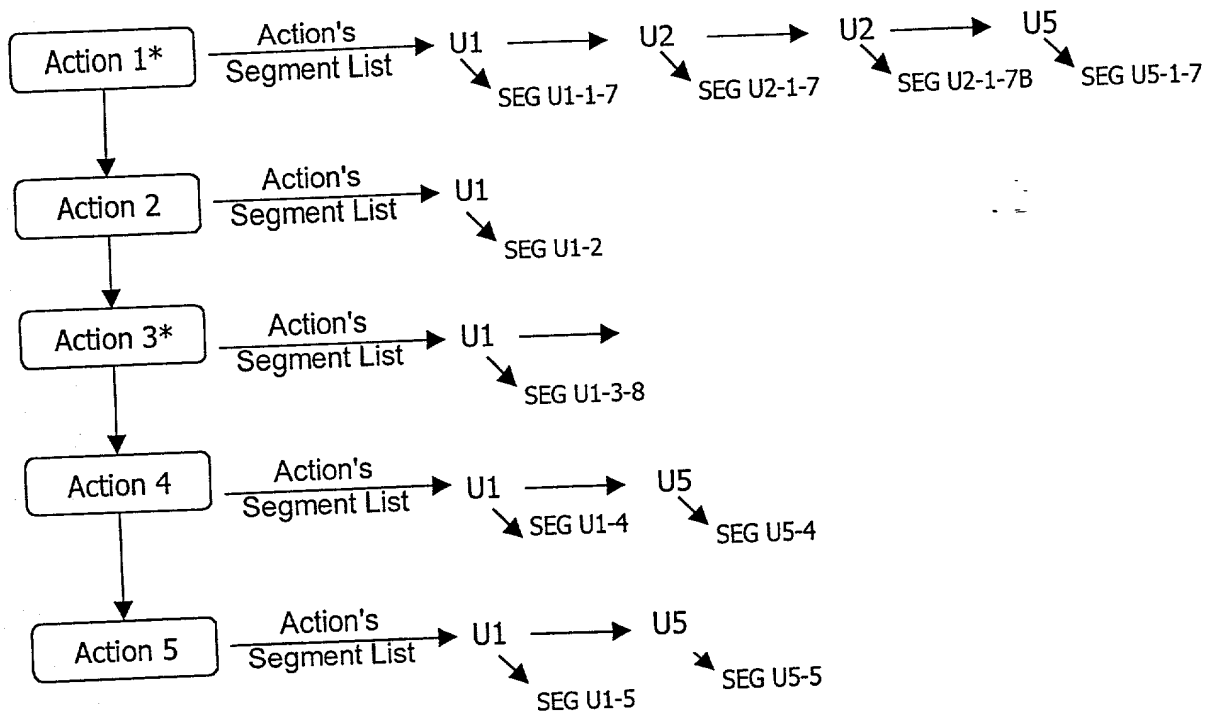 Action 1*
Action's
Segment List
U1
U2
U2
U5
SEG U1-1-7
SEG U2-1-7
SEG U2-1-7B
SEG U5-1-7
Action 2
Action's
Segment List
U1
SEG U1-2
Action 3*
Action's
Segment List
U1
SEG U1-3-8
Action 4
Action's
Segment List
U1
U5
SEG U1-4
SEG U5-4
Action 5
Action's
Segment List
U1
U5
SEG U1-5
SEG U5-5